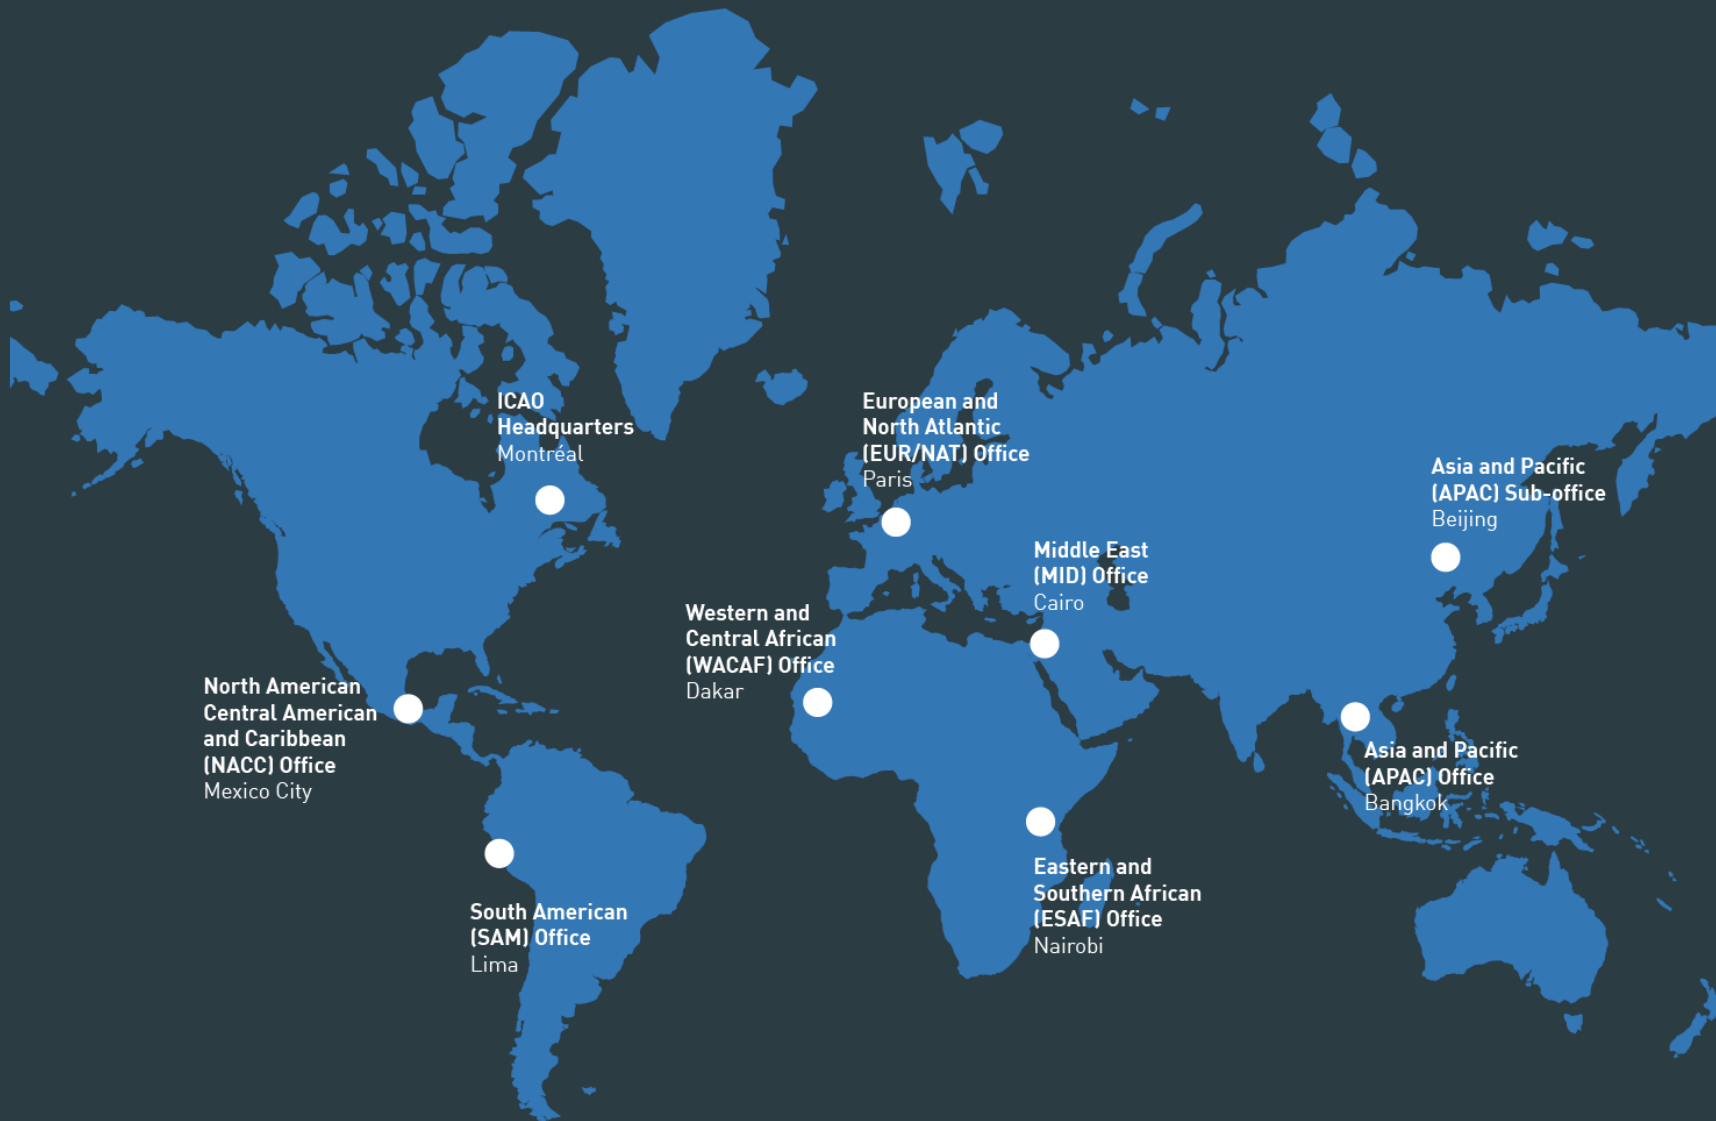 ICAO
Headquarters
Montréal
European and
North Atlantic
(EUR/NAT) Office
Paris
Asia and Pacific
(APAC) Sub-office
Beijing
Middle East
(MID) Office
Cairo
Western and
Central African
(WACAF) Office
Dakar
North American
Central American
and Caribbean
(NACC) Office
Mexico City
Asia and Pacific
(APAC) Office
Bangkok
Eastern and
Southern African
(ESAF) Office
Nairobi
South American
(SAM) Office
Lima